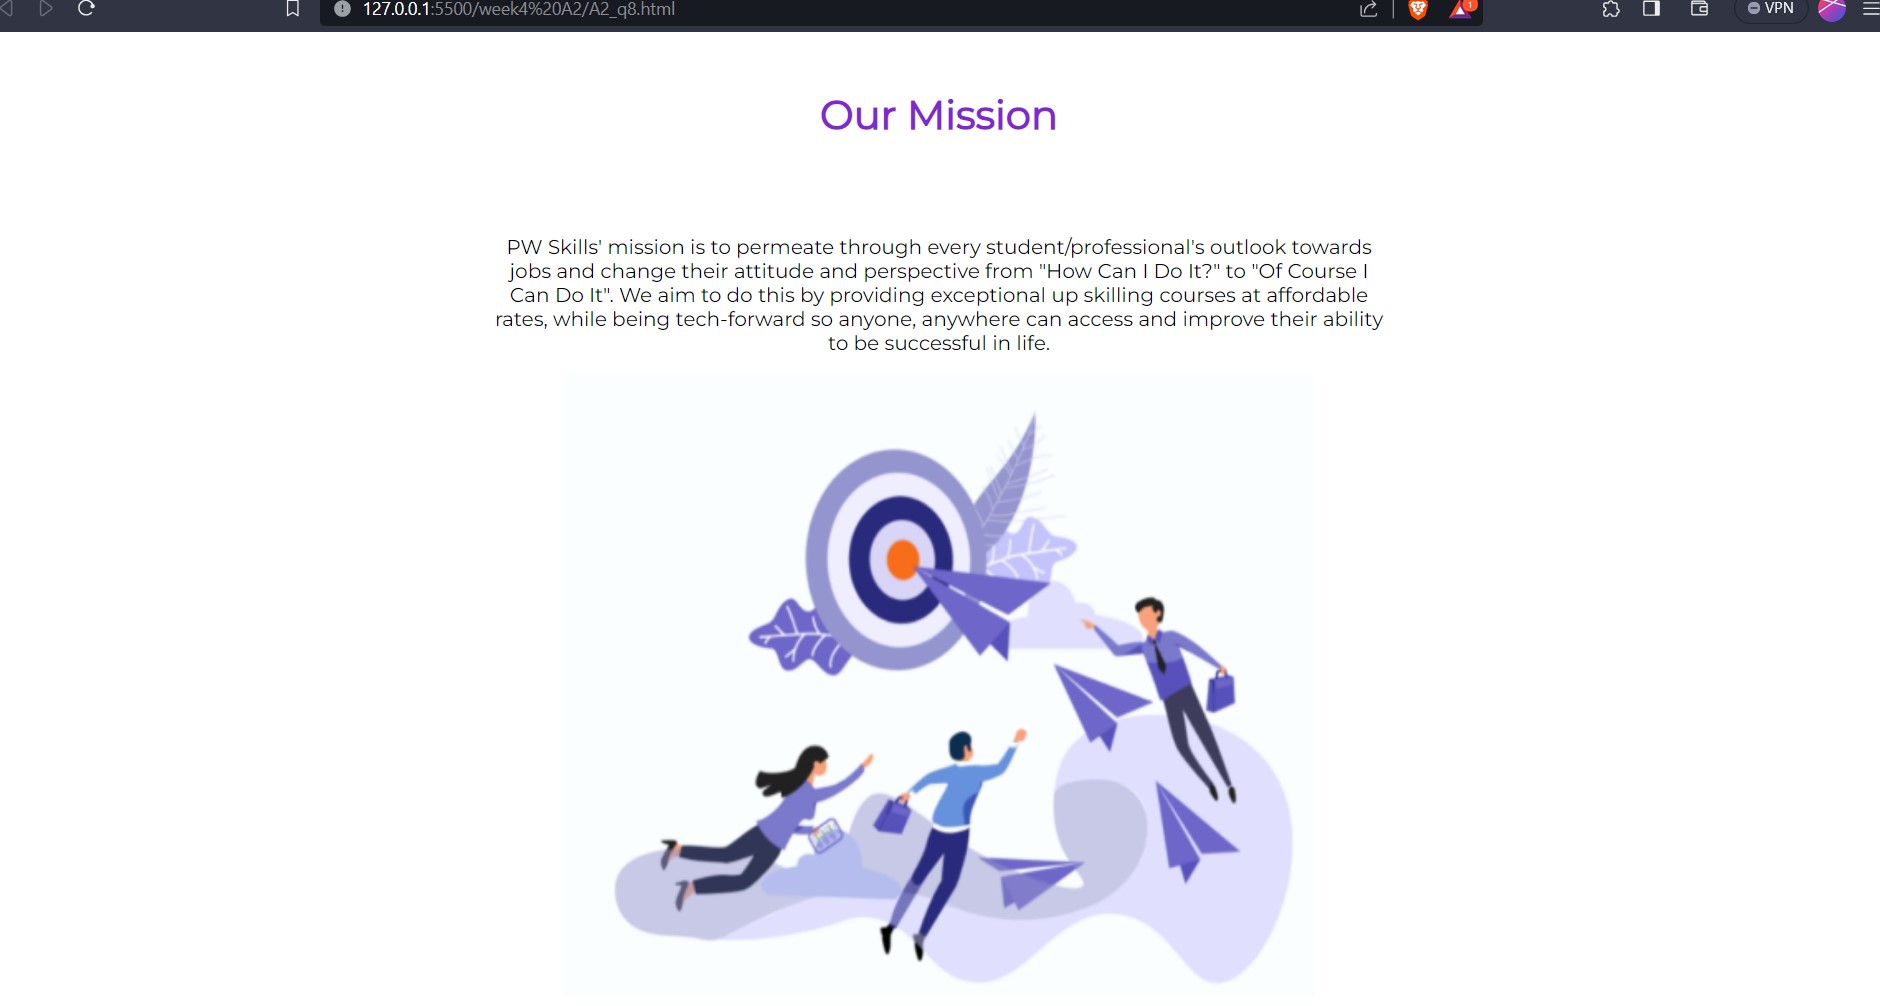 127.0.0.1:5500/week4%20A2/A2_q8.html
1
VPN
Our Mission
PW Skills' mission is to permeate through every student/professional's outlook towards
jobs and change their attitude and perspective from "How Can I Do It?" to "Of Course I
Can Do It". We aim to do this by providing exceptional up skilling courses at affordable
rates, while being tech-forward so anyone, anywhere can access and improve their ability
to be successful in life.